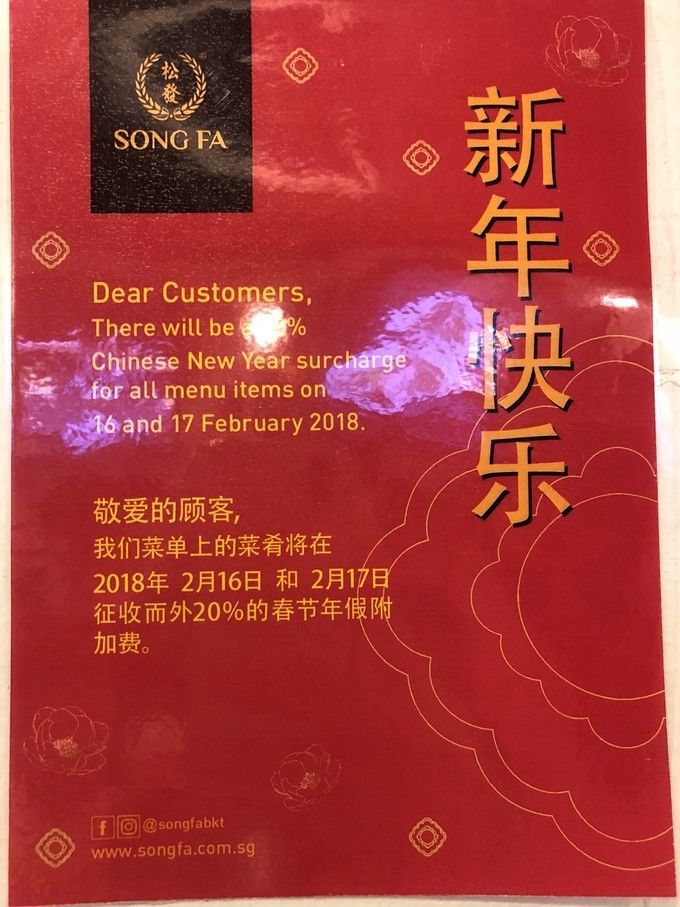 松
發
SONG FA
新年快乐
Dear Customers,
There will be
Chinese New Year surcharge
for all menu items on
16 and 17 February 2018.
敬爱的顾客,
我们菜单上的菜肴将在
2018年 2月16日 和 2月17日
征收而外20%的春节年假附
加费。
@songfabkt
www.songfa.com.sg